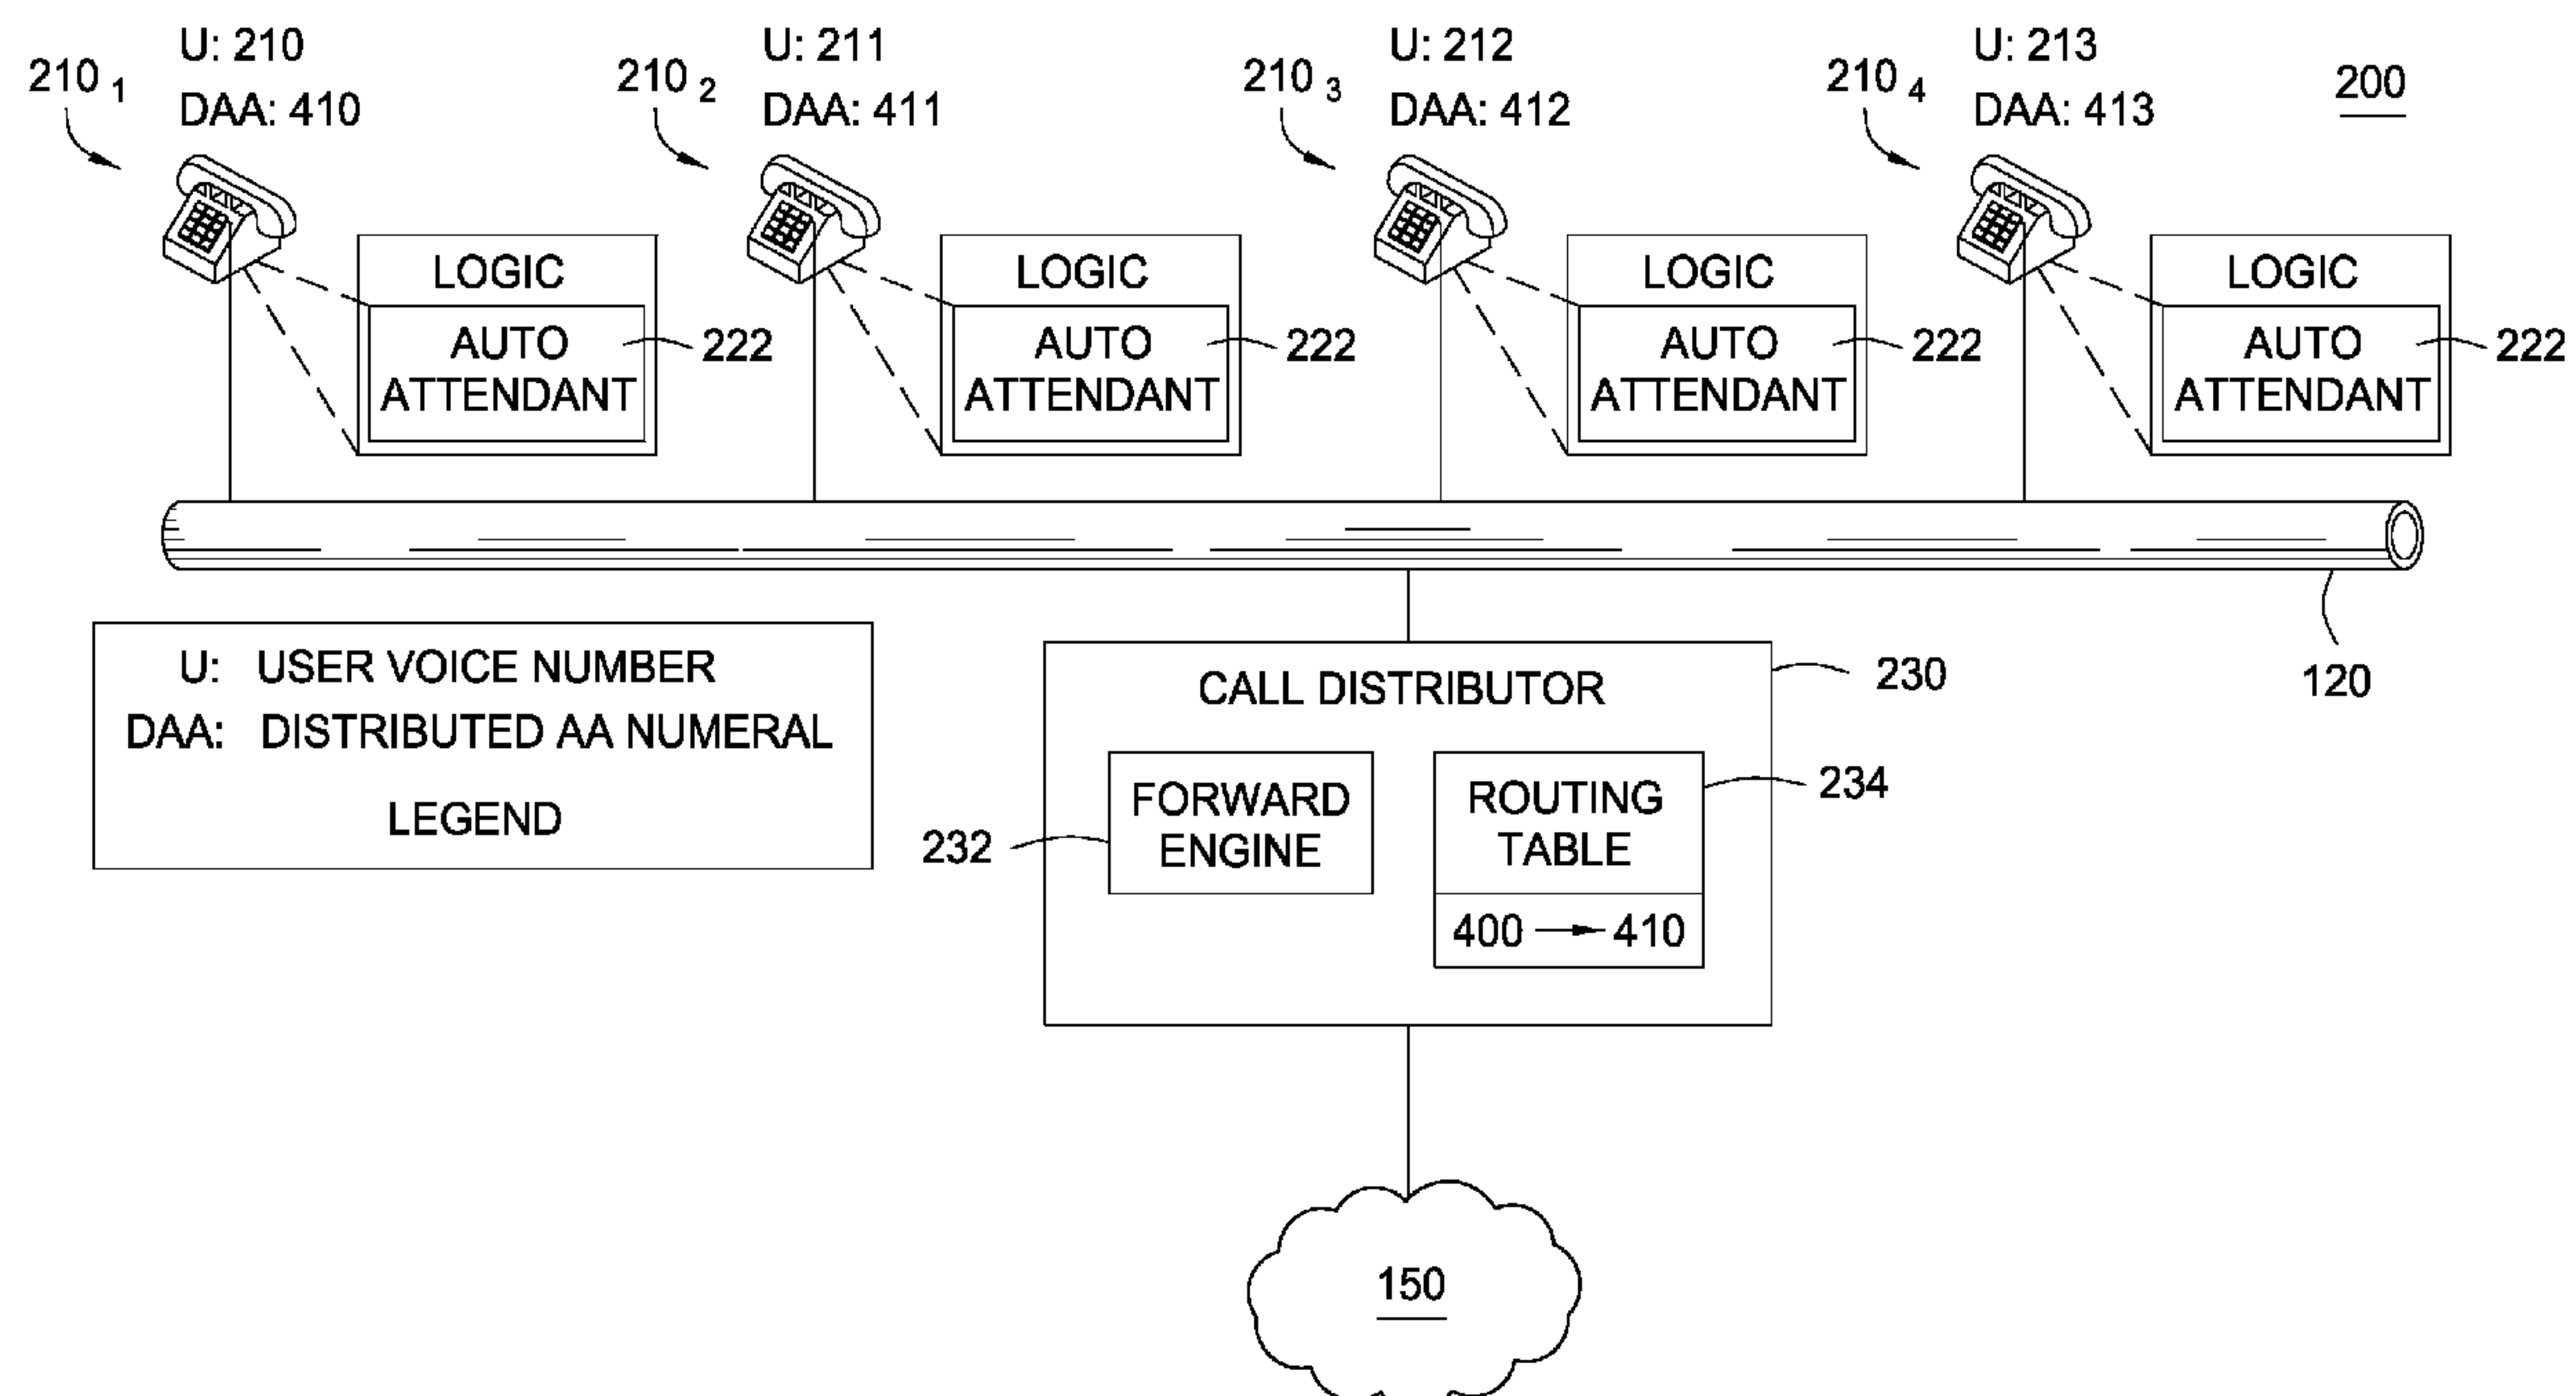 U: 210
DAA: 410
210 1
U: 211
DAA: 411
210 2
U: 212
DAA: 412
210 3
U: 213
DAA: 413
210 4
200
LOGIC
AUTO
ATTENDANT
222
LOGIC
AUTO
ATTENDANT
222
LOGIC
AUTO
ATTENDANT
222
LOGIC
AUTO
ATTENDANT
222
120
U: USER VOICE NUMBER
DAA: DISTRIBUTED AA NUMERAL
LEGEND
CALL DISTRIBUTOR
230
FORWARD
ENGINE
232
ROUTING
TABLE
234
400 → 410
150